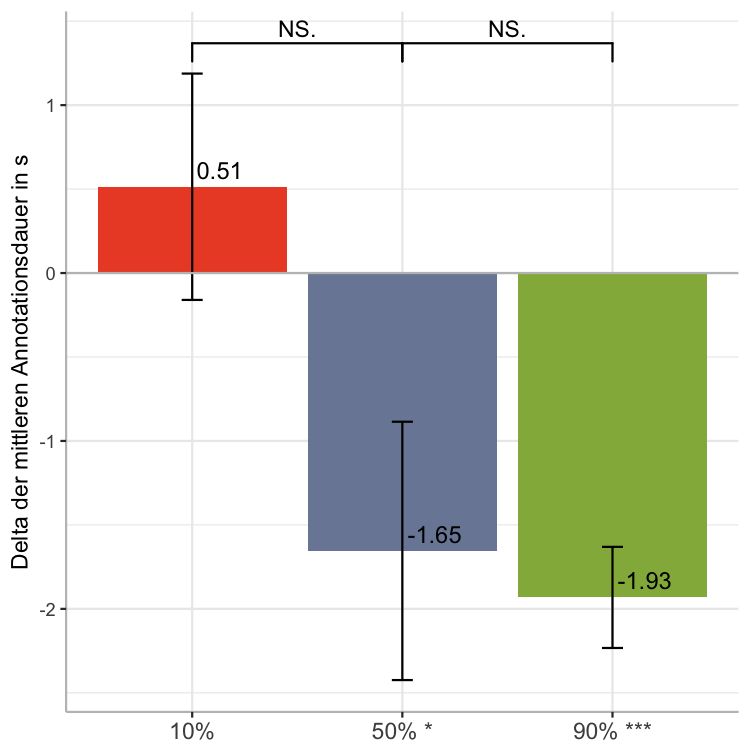 NS. NS.
1
0.51
0
-1
-1.65
-1.93
-2
Delta der mittleren Annotationsdauer in s
10% 50% * 90% ***